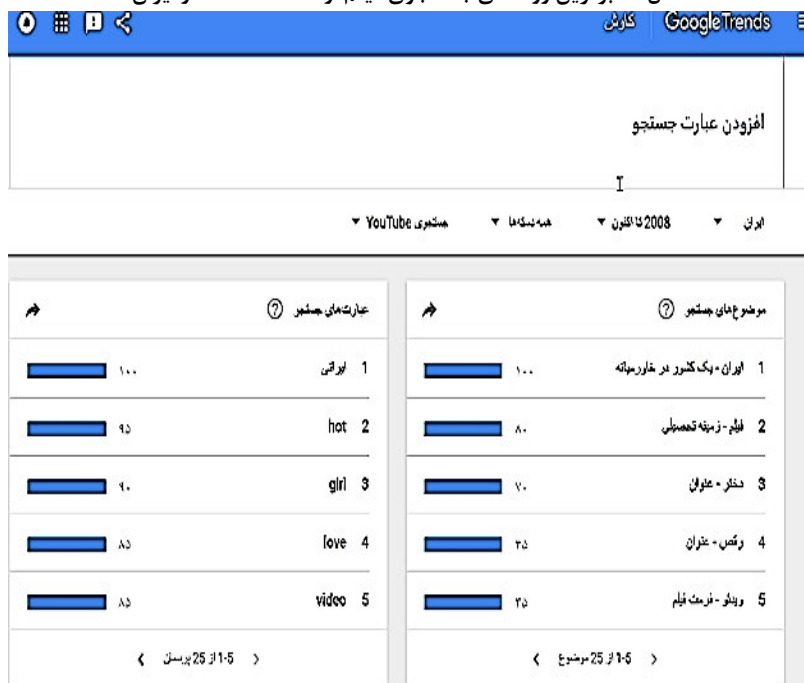 GoogleTrends کاوش
افزودن عبارت جستجو
ایران
2008 تا کنون
همه دسته‌ها
جستجوی YouTube
موضوع‌های جستجو
1 ایران - یک کشور در خاورمیانه ۱۰۰
2 فیلم - زمینه تحصیلی ۸۰
3 دختر - عنوان ۷۰
4 رقص - عنوان ۳۵
5 ویدئو - فرمت فیلم ۳۵
1-5 از 25 موضوع
عبارت‌های جستجو
1 ایرانی ۱۰۰
2 hot ۹۵
3 girl ۹۰
4 love ۸۵
5 video ۸۵
1-5 از 25 پرسش